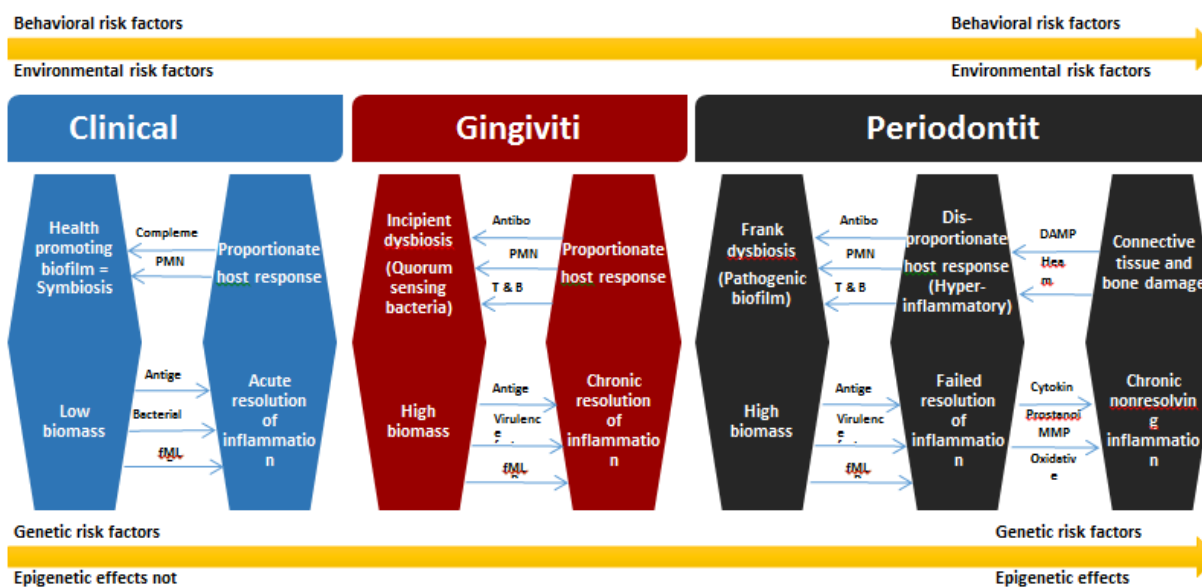 Behavioral risk factors
Behavioral risk factors
Environmental risk factors
Environmental risk factors
Clinical
Gingiviti
Periodontit
Health
promoting
biofilm =
Symbiosis
Compleme
PMN
Proportionate
host response
Low
biomass
Antige
Bacterial
fML
Acute
resolution
of
inflammatio
n
Incipient
dysbiosis
(Quorum
sensing
bacteria)
Antibo
PMN
T & B
Proportionate
host response
High
biomass
Antige
Virulenc
e
fML
Chronic
resolution
of
inflammatio
n
Frank
dysbiosis
(Pathogenic
biofilm)
Antibo
PMN
T & B
Dis-
proportionate
host response
(Hyper-
inflammatory)
DAMP
Hea
m
Connective
tissue and
bone damage
High
biomass
Antige
Virulenc
e
fML
Failed
resolution
of
inflammatio
n
Cytokin
Prostanoi
MMP
Oxidativ
e
Chronic
nonresolvin
g
inflammation
Genetic risk factors
Genetic risk factors
Epigenetic effects not
Epigenetic effects